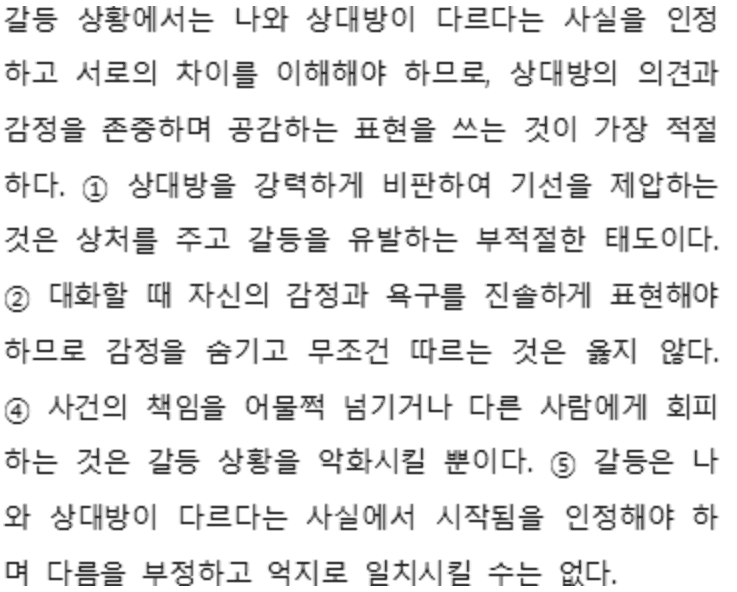 갈등 상황에서는 나와 상대방이 다르다는 사실을 인정
하고 서로의 차이를 이해해야 하므로, 상대방의 의견과
감정을 존중하며 공감하는 표현을 쓰는 것이 가장 적절
하다. ① 상대방을 강력하게 비판하여 기선을 제압하는
것은 상처를 주고 갈등을 유발하는 부적절한 태도이다.
② 대화할 때 자신의 감정과 욕구를 진솔하게 표현해야
하므로 감정을 숨기고 무조건 따르는 것은 옳지 않다.
④ 사건의 책임을 어물쩍 넘기거나 다른 사람에게 회피
하는 것은 갈등 상황을 악화시킬 뿐이다. ⑤ 갈등은 나
와 상대방이 다르다는 사실에서 시작됨을 인정해야 하
며 다름을 부정하고 억지로 일치시킬 수는 없다.